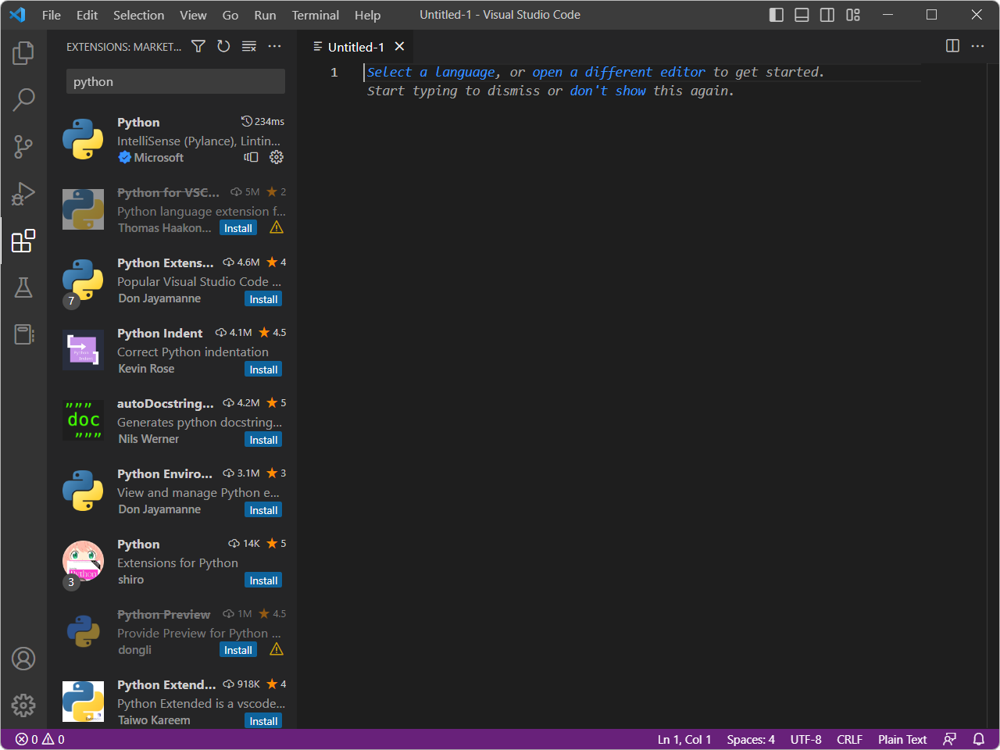 File Edit Selection View Go Run Terminal Help Untitled-1 - Visual Studio Code
EXTENSIONS: MARKET...
python
Python 234ms
IntelliSense (Pylance), Lintin...
Microsoft
Python for VSC... 5M 2
Python language extension f...
Thomas Haakon... Install
Python Extens... 4.6M 4
Popular Visual Studio Code ...
7 Don Jayamanne Install
Python Indent 4.1M 4.5
Correct Python indentation
Kevin Rose Install
Python Indent
autoDocstring... 4.2M 5
Generates python docstring...
Nils Werner Install
""" doc """
Python Enviro... 3.1M 3
View and manage Python e...
Don Jayamanne Install
Python 14K 5
Extensions for Python
3 shiro Install
Python
Python Preview 1M 4.5
Provide Preview for Python ...
dongli Install
Python Extend... 918K 4
Python Extended is a vscode...
Taiwo Kareem Install
Untitled-1
1 Select a language, or open a different editor to get started.
Start typing to dismiss or don't show this again.
0 0 Ln 1, Col 1 Spaces: 4 UTF-8 CRLF Plain Text